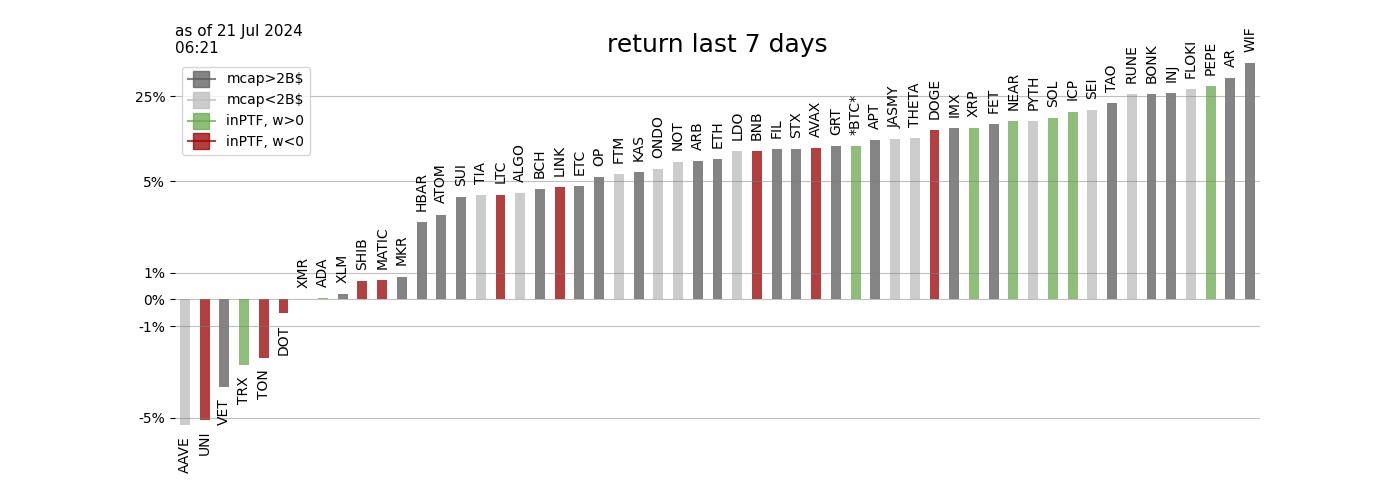 as of 21 Jul 2024
06:21
return last 7 days
mcap>2B$
mcap<2B$
inPTF, w>0
inPTF, w<0
25%
5%
1%
0%
-1%
-5%
AAVE
UNI
VET
TRX
TON
DOT
XMR
ADA
XLM
SHIB
MATIC
MKR
HBAR
ATOM
SUI
TIA
LTC
ALGO
BCH
LINK
ETC
OP
FTM
KAS
ONDO
NOT
ARB
ETH
LDO
BNB
FIL
STX
AVAX
GRT
*BTC*
APT
JASMY
THETA
DOGE
IMX
XRP
FET
NEAR
PYTH
SOL
ICP
SEI
TAO
RUNE
BONK
INJ
FLOKI
PEPE
AR
WIF